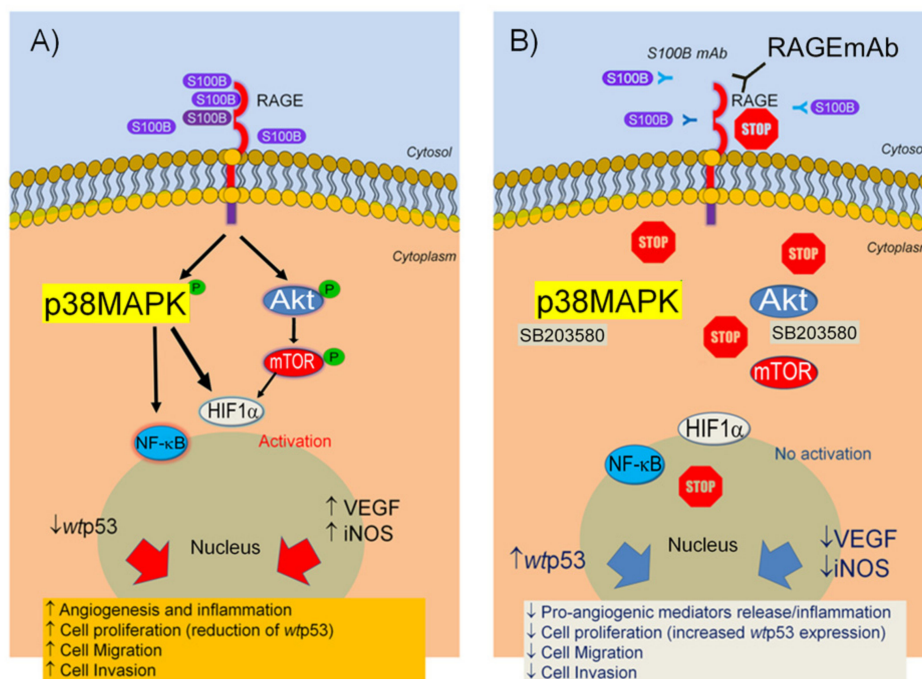 A)
S100B
S100B
S100B
S100B
S100B
RAGE
Cytosol
Cytoplasm
p38MAPK
P
Akt
P
mTOR
P
HIF1α
NF-κB
Activation
↓wtp53
↑ VEGF
↑ iNOS
Nucleus
↑ Angiogenesis and inflammation
↑ Cell proliferation (reduction of wtp53)
↑ Cell Migration
↑ Cell Invasion
B)
S100B mAb
RAGEmAb
S100B
RAGE
S100B
S100B
STOP
Cytosol
Cytoplasm
STOP
STOP
p38MAPK
Akt
SB203580
SB203580
STOP
mTOR
HIF1α
NF-κB
No activation
STOP
↑wtp53
Nucleus
↓VEGF
↓iNOS
↓ Pro-angiogenic mediators release/inflammation
↓ Cell proliferation (increased wtp53 expression)
↓ Cell Migration
↓ Cell Invasion